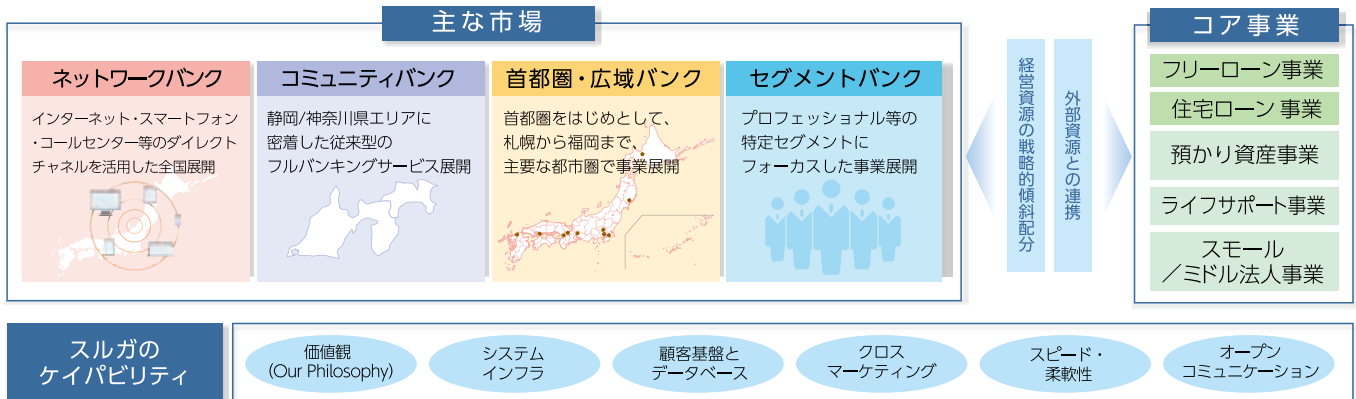 主な市場
ネットワークバンク
インターネット・スマートフォン
・コールセンター等のダイレクト
チャネルを活用した全国展開
コミュニティバンク
静岡/神奈川県エリアに
密着した従来型の
フルバンキングサービス展開
首都圏・広域バンク
首都圏をはじめとして、
札幌から福岡まで、
主要な都市圏で事業展開
セグメントバンク
プロフェッショナル等の
特定セグメントに
フォーカスした事業展開
経営資源の戦略的傾斜配分
外部資源との連携
コア事業
フリーローン事業
住宅ローン 事業
預かり資産事業
ライフサポート事業
スモール
／ミドル法人事業
スルガの
ケイパビリティ
価値観
(Our Philosophy)
システム
インフラ
顧客基盤と
データベース
クロス
マーケティング
スピード・
柔軟性
オープン
コミュニケーション